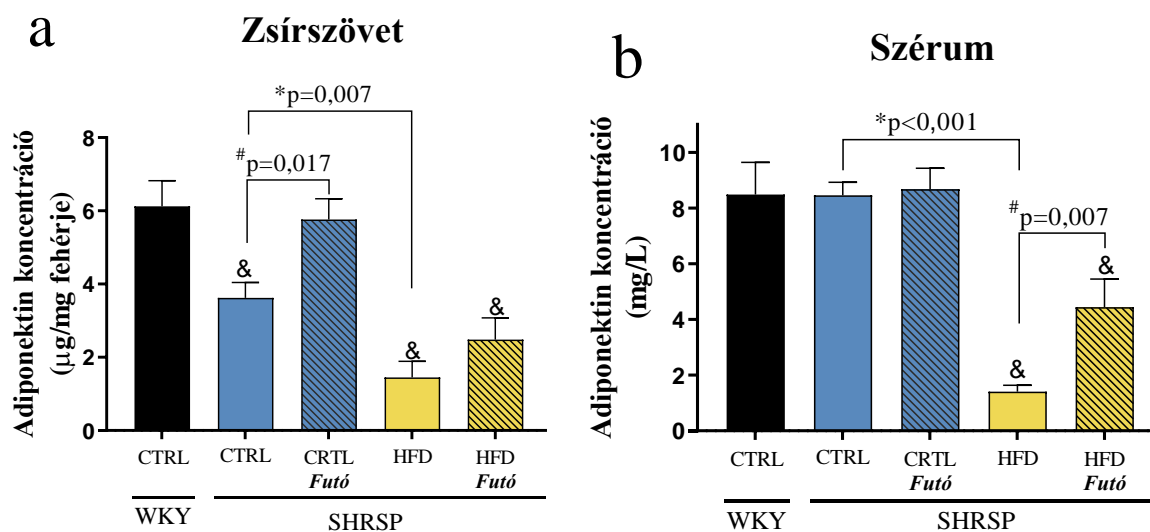 a
Zsírszövet
*p=0,007
#p=0,017
Adiponektin koncentráció
(µg/mg fehérje)
8
6
4
2
0
&
&
&
CTRL CTRL CRTL HFD HFD
Futó Futó
WKY SHRSP
b
Szérum
*p<0,001
#p=0,007
Adiponektin koncentráció
(mg/L)
10
8
6
4
2
0
&
&
CTRL CTRL CRTL HFD HFD
Futó Futó
WKY SHRSP